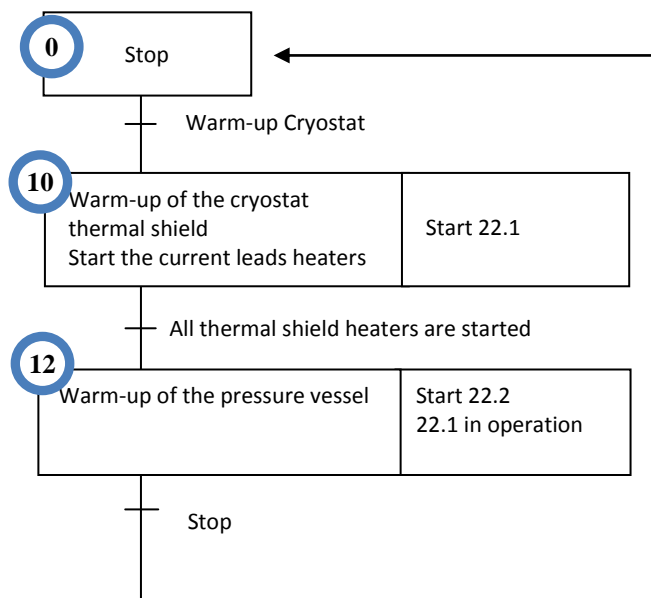 0
Stop
Warm-up Cryostat
10
Warm-up of the cryostat
thermal shield
Start the current leads heaters
Start 22.1
All thermal shield heaters are started
12
Warm-up of the pressure vessel
Start 22.2
22.1 in operation
Stop